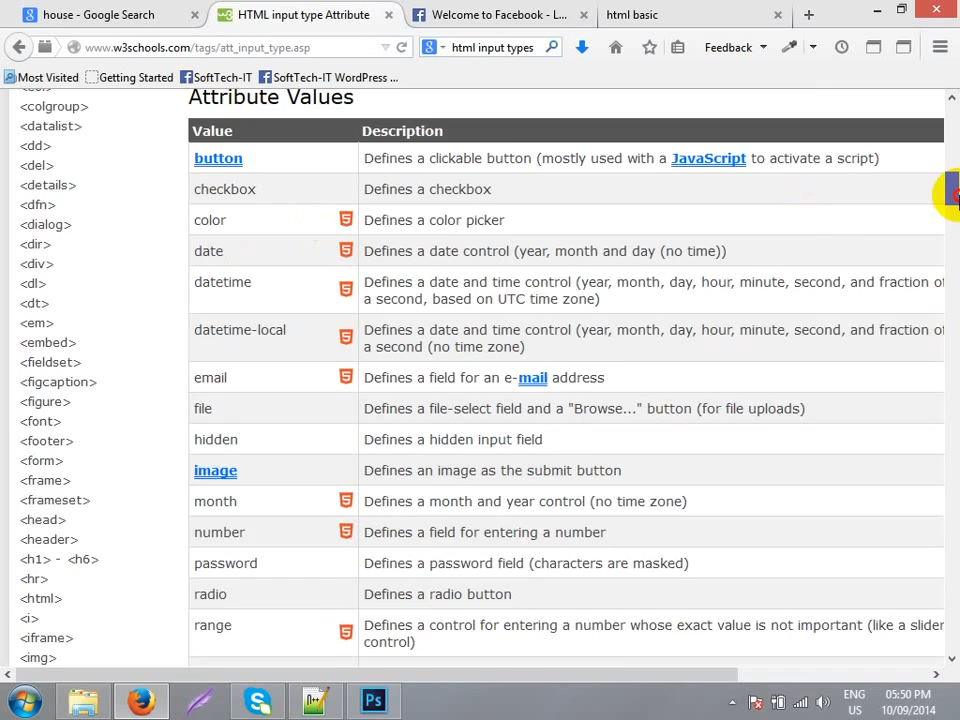 house - Google Search
HTML input type Attribute
Welcome to Facebook - L...
html basic
www.w3schools.com/tags/att_input_type.asp
html input types
Feedback
Most Visited
Getting Started
SoftTech-IT
SoftTech-IT WordPress ...
<colgroup>
<datalist>
<dd>
<del>
<details>
<dfn>
<dialog>
<dir>
<div>
<dl>
<dt>
<em>
<embed>
<fieldset>
<figcaption>
<figure>
<font>
<footer>
<form>
<frame>
<frameset>
<head>
<header>
<h1> - <h6>
<hr>
<html>
<i>
<iframe>
<img>
Attribute Values
Value Description
button Defines a clickable button (mostly used with a JavaScript to activate a script)
checkbox Defines a checkbox
color Defines a color picker
date Defines a date control (year, month and day (no time))
datetime Defines a date and time control (year, month, day, hour, minute, second, and fraction of
a second, based on UTC time zone)
datetime-local Defines a date and time control (year, month, day, hour, minute, second, and fraction of
a second (no time zone)
email Defines a field for an e-mail address
file Defines a file-select field and a "Browse..." button (for file uploads)
hidden Defines a hidden input field
image Defines an image as the submit button
month Defines a month and year control (no time zone)
number Defines a field for entering a number
password Defines a password field (characters are masked)
radio Defines a radio button
range Defines a control for entering a number whose exact value is not important (like a slider
control)
Ps
ENG
US
05:50 PM
10/09/2014